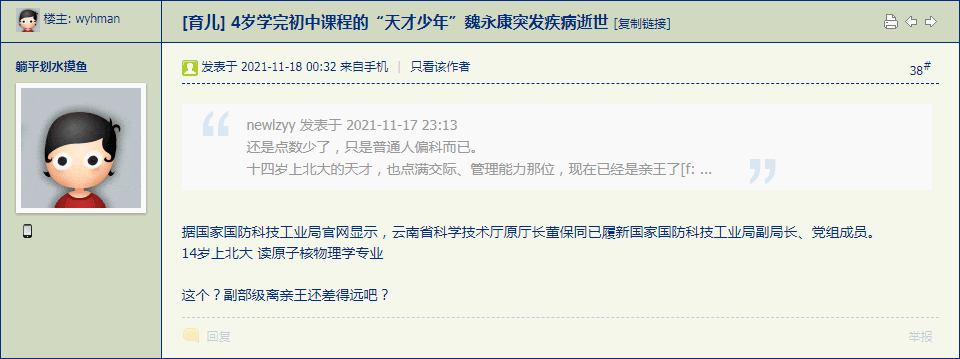 楼主: wyhman
[育儿] 4岁学完初中课程的“天才少年”魏永康突发疾病逝世 [复制链接]
躺平划水摸鱼
发表于 2021-11-18 00:32 来自手机 | 只看该作者
38#
newlzyy 发表于 2021-11-17 23:13
还是点数少了，只是普通人偏科而已。
十四岁上北大的天才，也点满交际、管理能力那位，现在已经是亲王了[f: ...
据国家国防科技工业局官网显示，云南省科学技术厅原厅长董保同已履新国家国防科技工业局副局长、党组成员。
14岁上北大 读原子核物理学专业
这个？副部级离亲王还差得远吧？
回复
举报